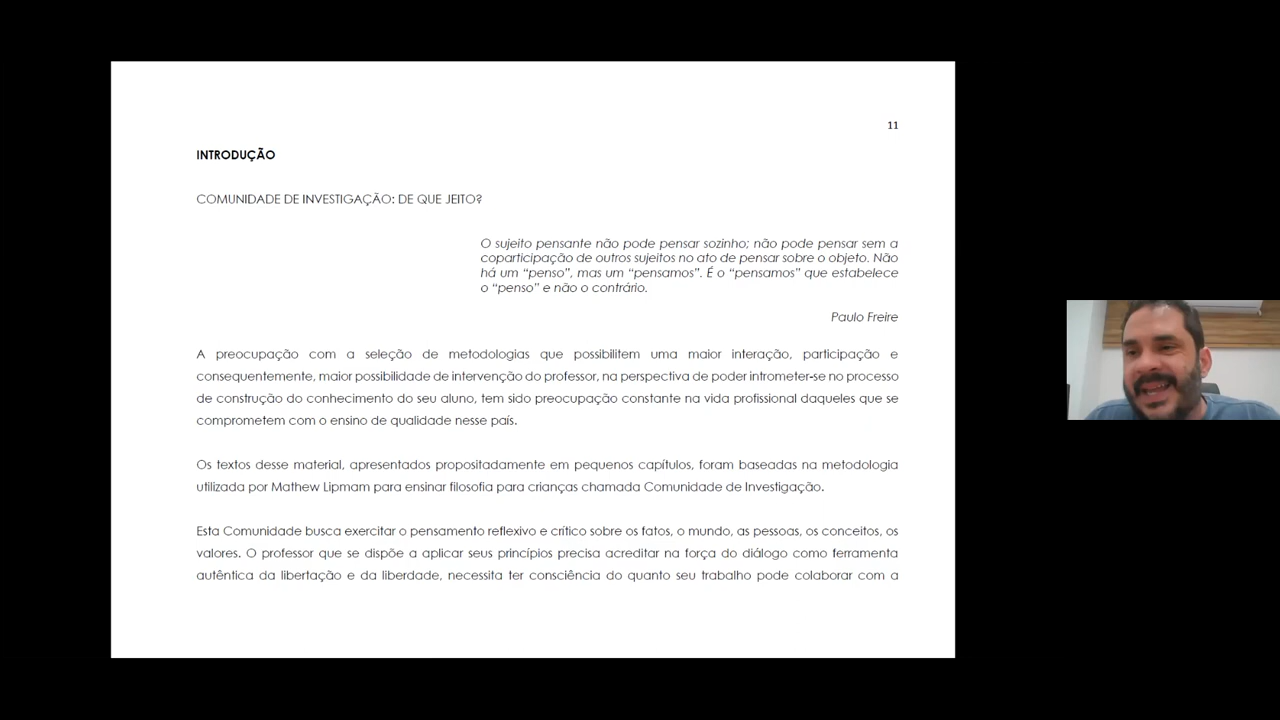 11
INTRODUÇÃO
COMUNIDADE DE INVESTIGAÇÃO: DE QUE JEITO?
O sujeito pensante não pode pensar sozinho; não pode pensar sem a
coparticipação de outros sujeitos no ato de pensar sobre o objeto. Não
há um “penso”, mas um “pensamos”. É o “pensamos” que estabelece
o “penso” e não o contrário.
Paulo Freire
A preocupação com a seleção de metodologias que possibilitem uma maior interação, participação e
consequentemente, maior possibilidade de intervenção do professor, na perspectiva de poder intrometer-se no processo
de construção do conhecimento do seu aluno, tem sido preocupação constante na vida profissional daqueles que se
comprometem com o ensino de qualidade nesse país.
Os textos desse material, apresentados propositadamente em pequenos capítulos, foram baseadas na metodologia
utilizada por Mathew Lipmam para ensinar filosofia para crianças chamada Comunidade de Investigação.
Esta Comunidade busca exercitar o pensamento reflexivo e crítico sobre os fatos, o mundo, as pessoas, os conceitos, os
valores. O professor que se dispõe a aplicar seus princípios precisa acreditar na força do diálogo como ferramenta
autêntica da libertação e da liberdade, necessita ter consciência do quanto seu trabalho pode colaborar com a